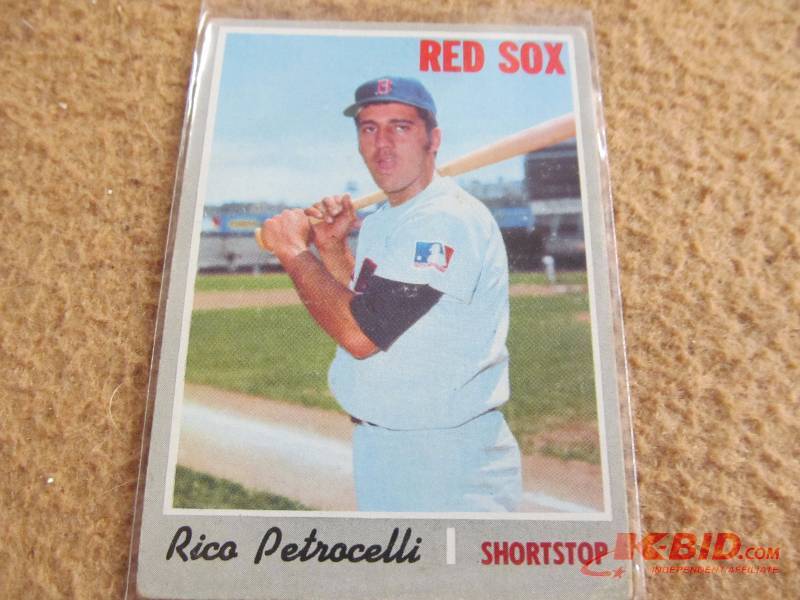 RED SOX
B
Rico Petrocelli | SHORTSTOP
K-BID.COM
INDEPENDENT AFFILIATE